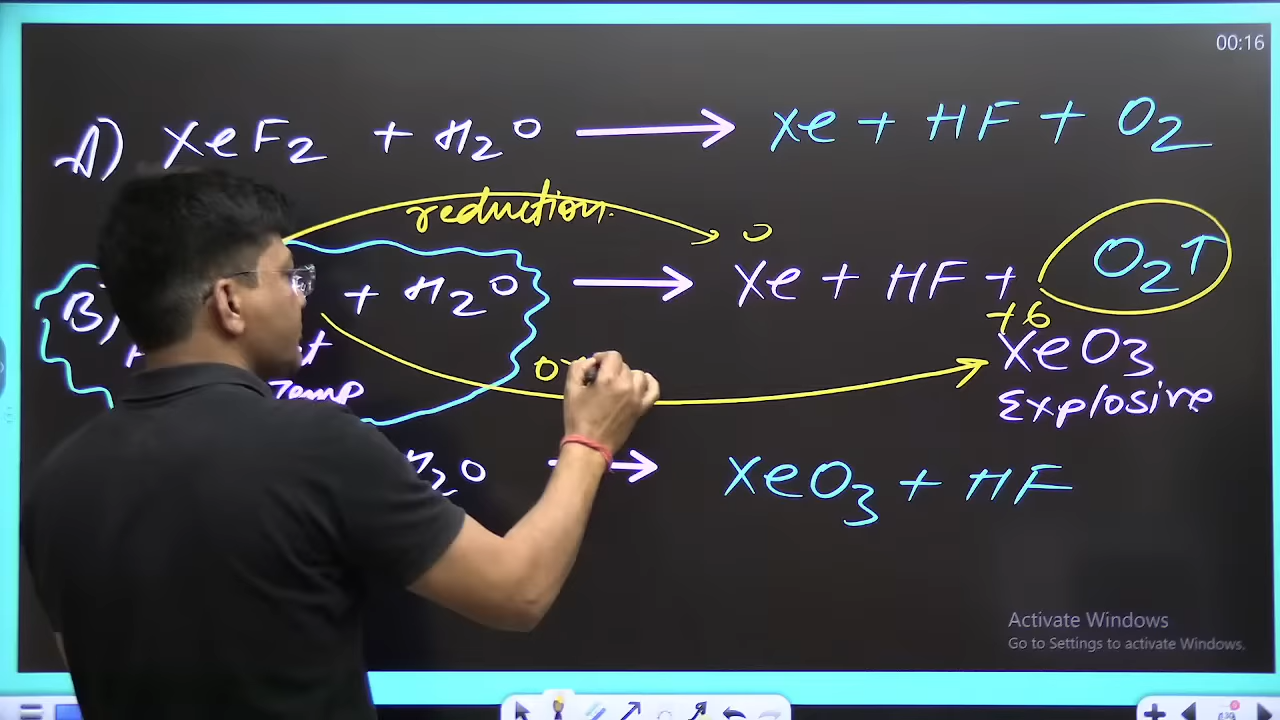 00:16
A) XeF2 + H2O ⟶ Xe + HF + O2
reduction. 0
B) + H2O ⟶ Xe + HF + O2↑
+6
XeO3
Temp
Explosive
H2O → XeO3 + HF
Activate Windows
Go to Settings to activate Windows.